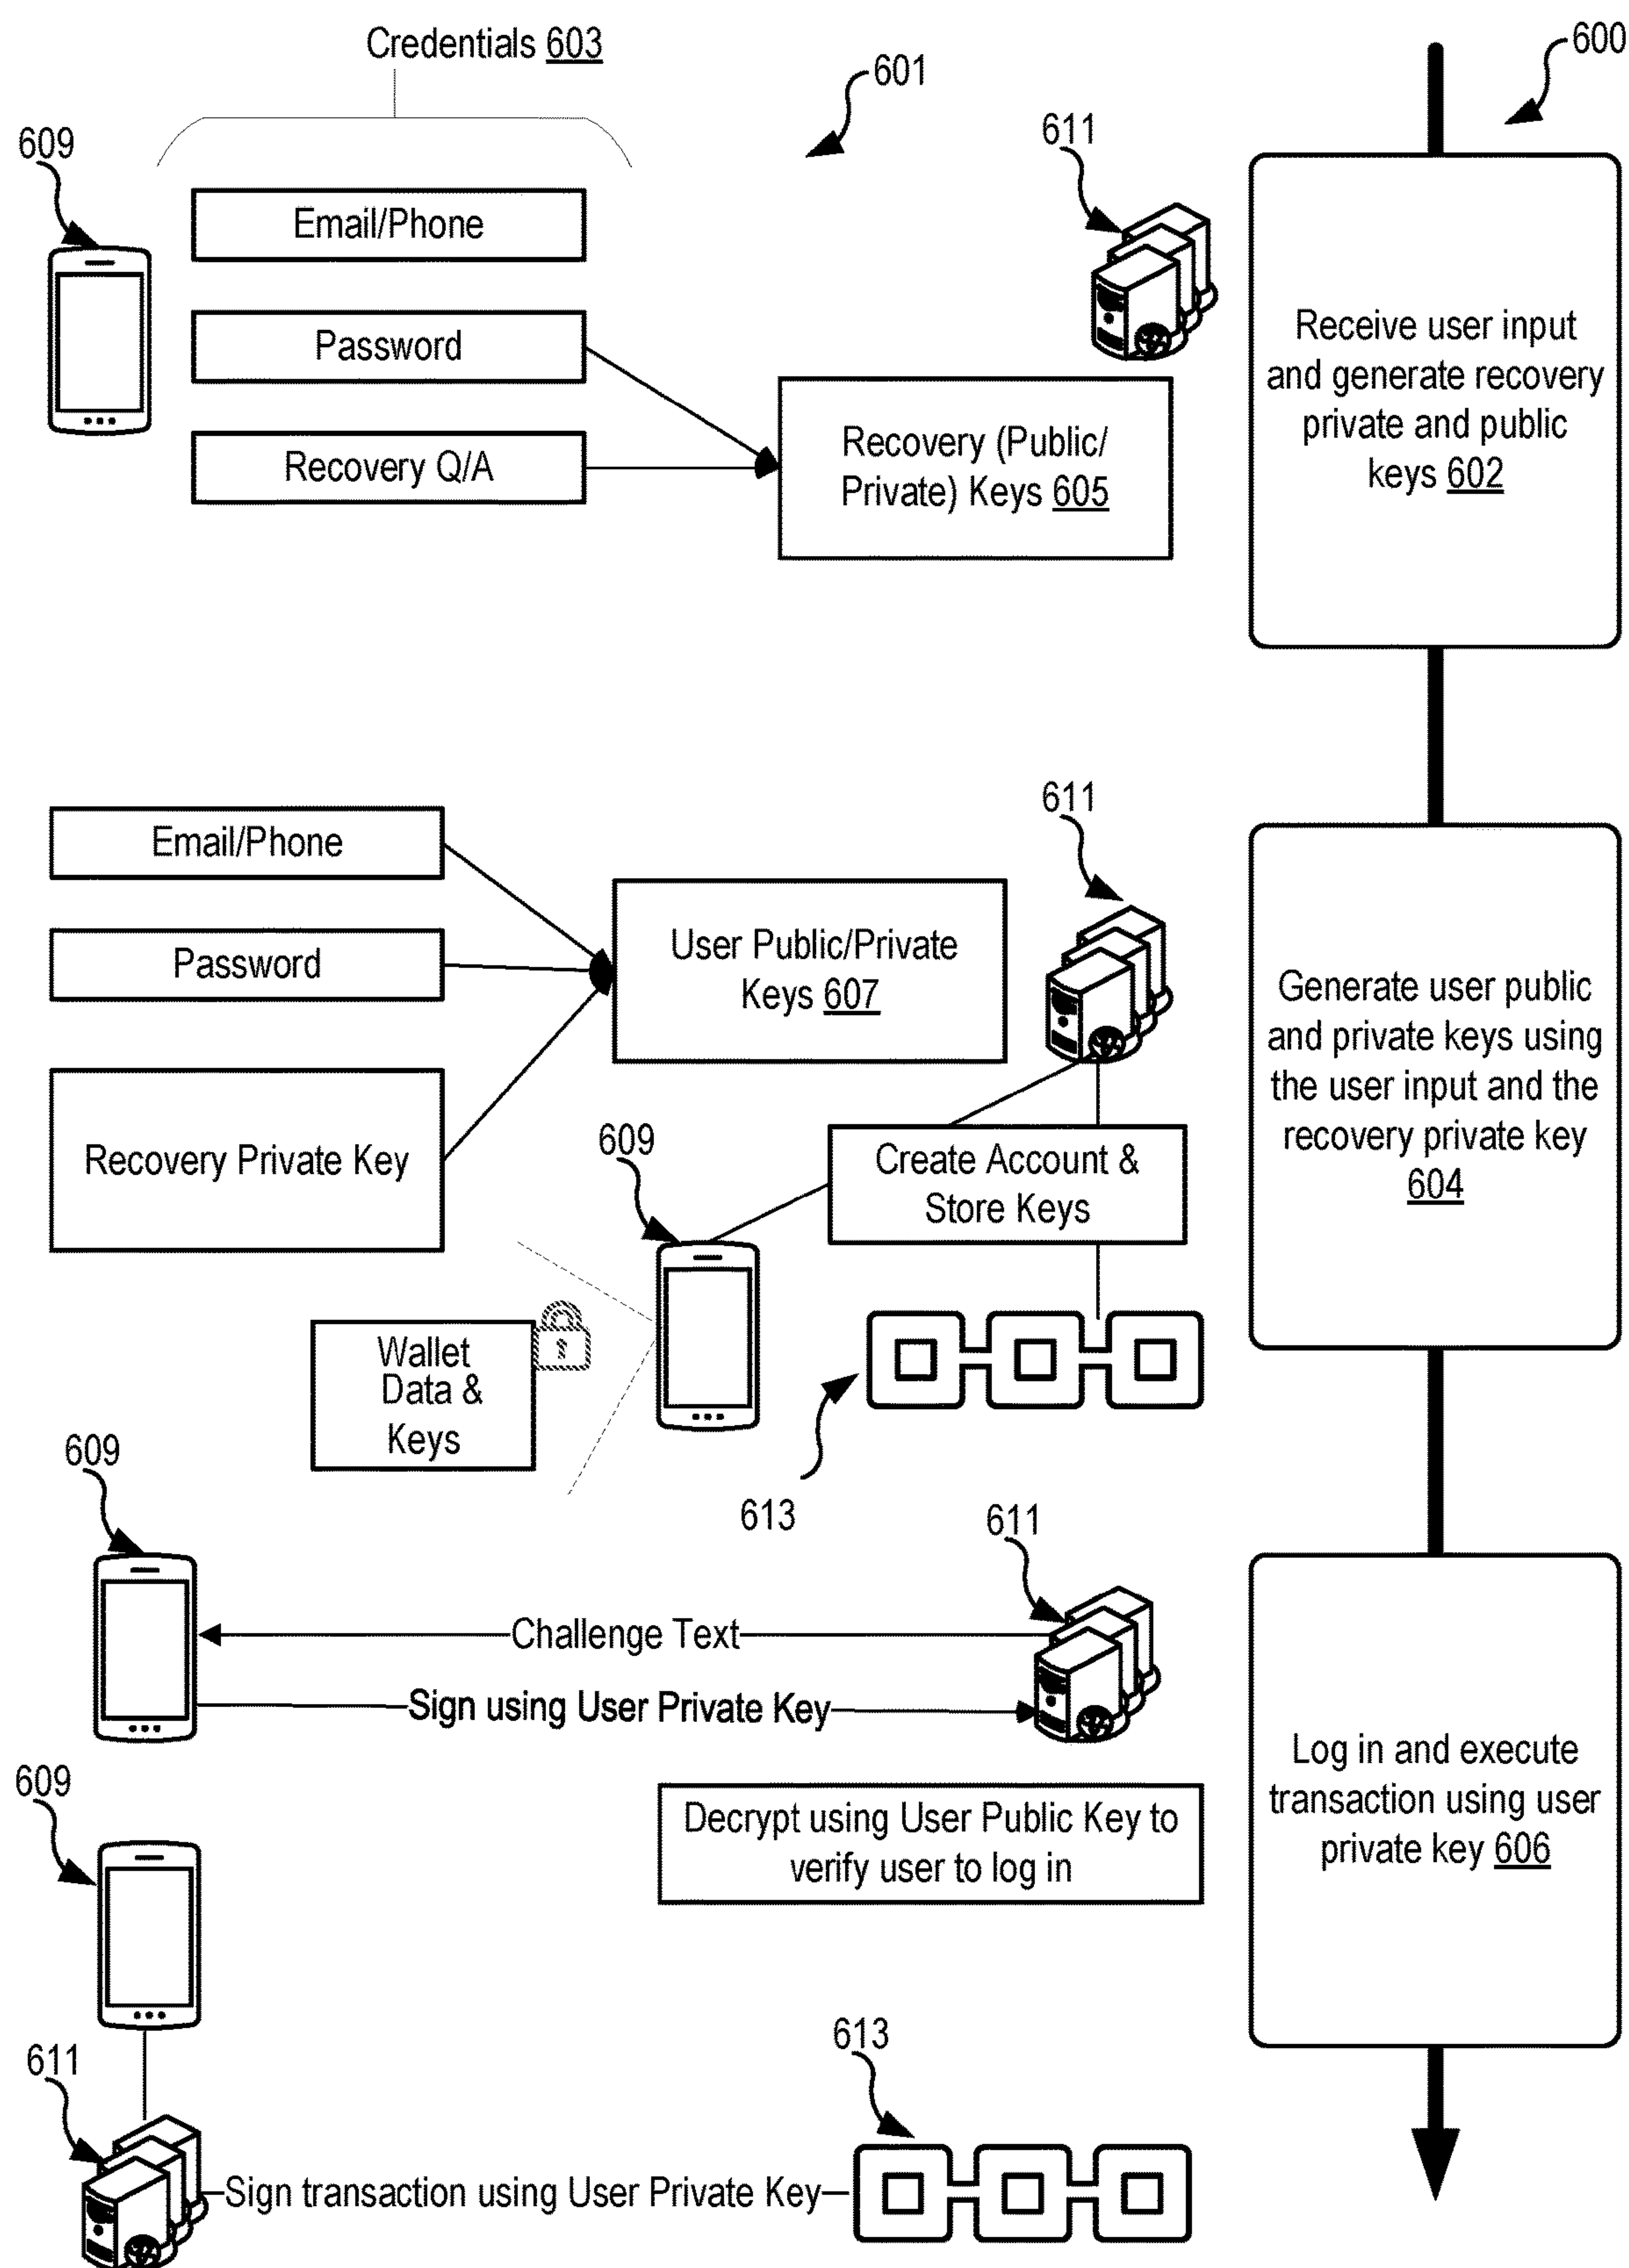 Credentials 603
601
600
609
611
Email/Phone
Password
Recovery Q/A
Recovery (Public/
Private) Keys 605
Receive user input
and generate recovery
private and public
keys 602
611
Email/Phone
Password
Recovery Private Key
User Public/Private
Keys 607
Generate user public
and private keys using
the user input and the
recovery private key
604
609
Create Account &
Store Keys
Wallet
Data &
Keys
613
609
611
Challenge Text
Sign using User Private Key
Decrypt using User Public Key to
verify user to log in
Log in and execute
transaction using user
private key 606
609
611
613
Sign transaction using User Private Key